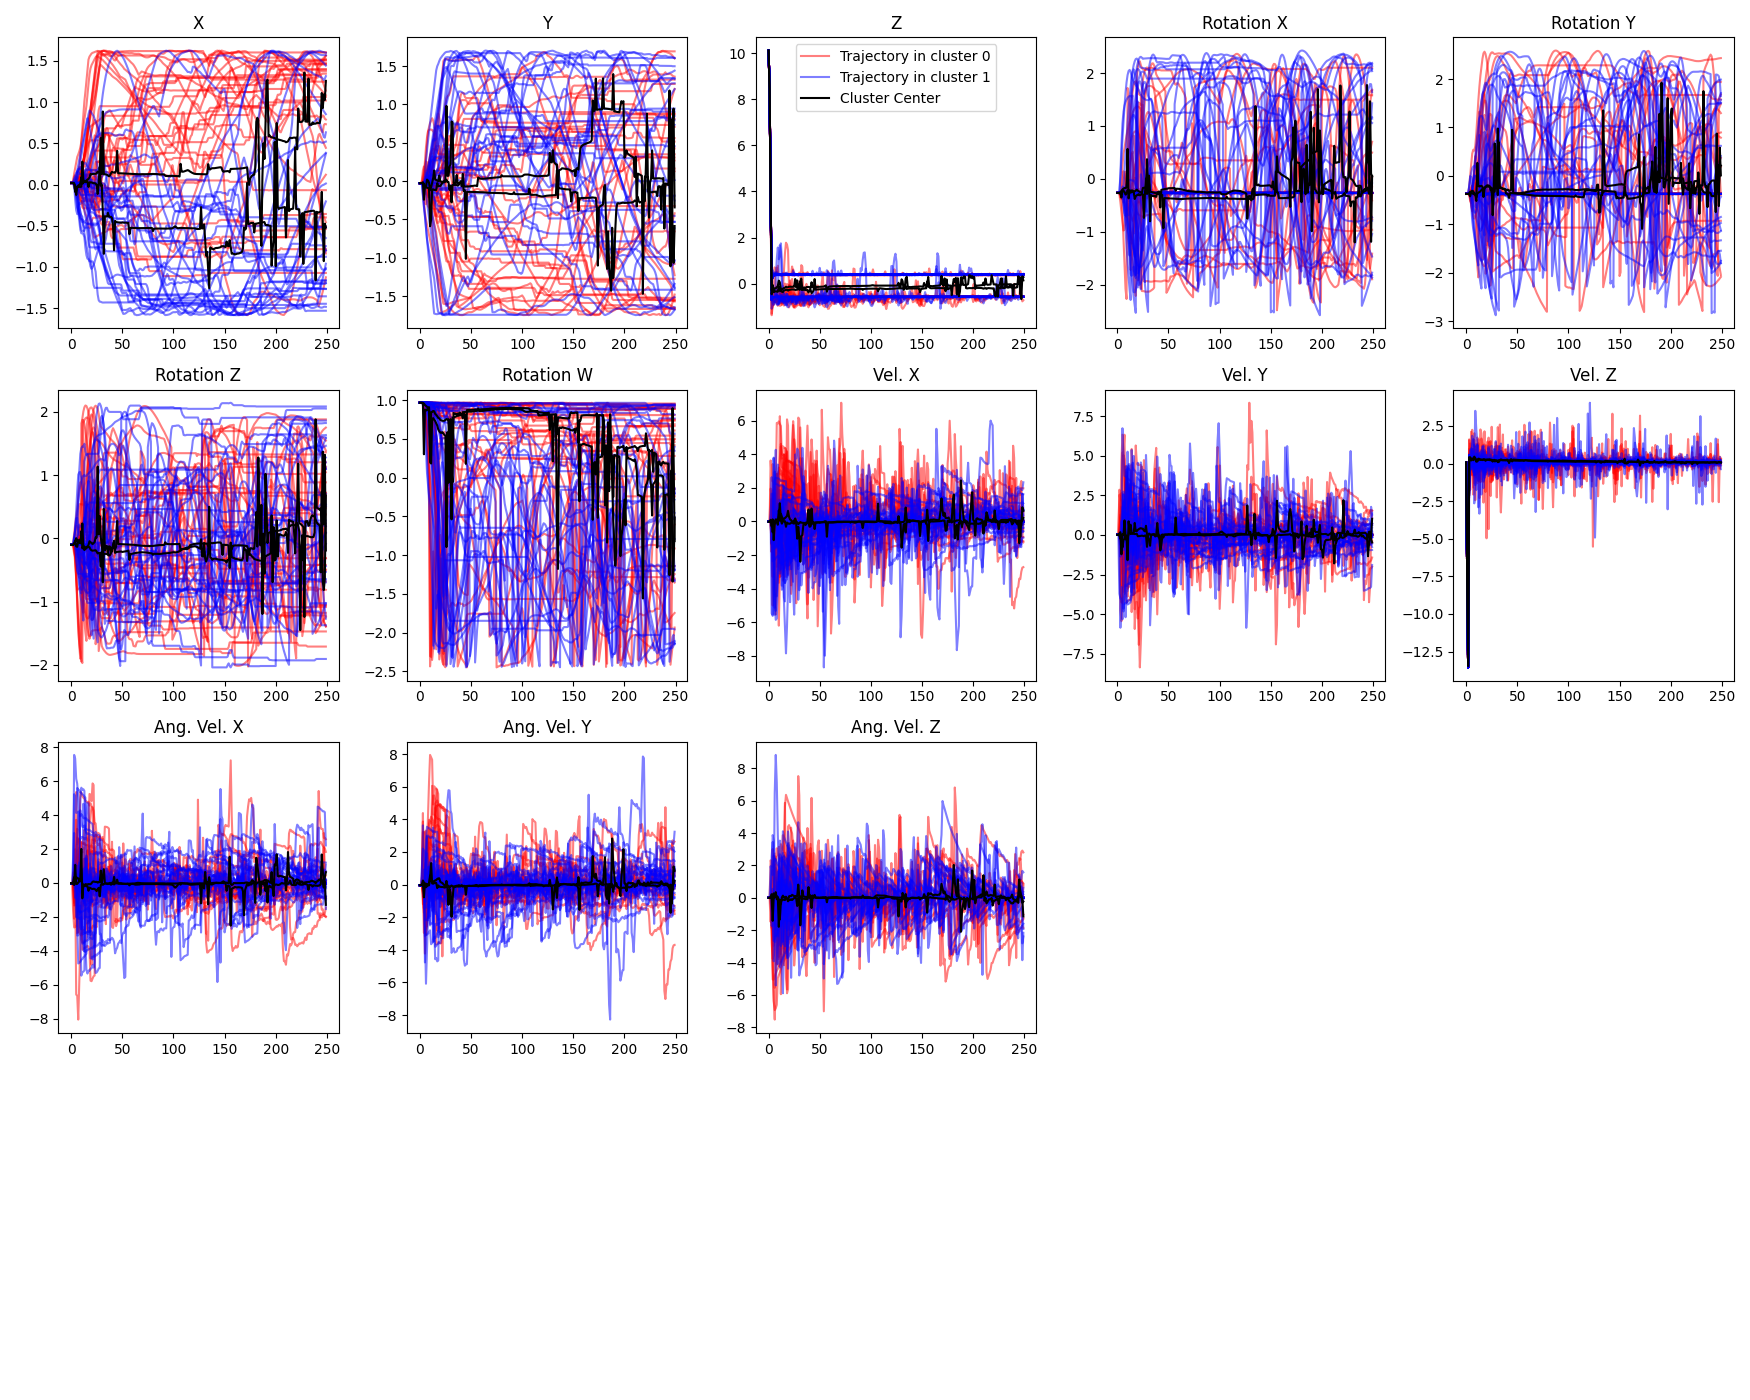 X Y Z Rotation X Rotation Y
1.5 1.0 0.5 0.0 −0.5 −1.0 −1.5
1.5 1.0 0.5 0.0 −0.5 −1.0 −1.5
10 8 6 4 2 0
Trajectory in cluster 0
Trajectory in cluster 1
Cluster Center
2 1 0 −1 −2
2 1 0 −1 −2 −3
0 50 100 150 200 250 0 50 100 150 200 250 0 50 100 150 200 250 0 50 100 150 200 250 0 50 100 150 200 250
Rotation Z Rotation W Vel. X Vel. Y Vel. Z
2 1 0 −1 −2
1.0 0.5 0.0 −0.5 −1.0 −1.5 −2.0 −2.5
6 4 2 0 −2 −4 −6 −8
7.5 5.0 2.5 0.0 −2.5 −5.0 −7.5
2.5 0.0 −2.5 −5.0 −7.5 −10.0 −12.5
0 50 100 150 200 250 0 50 100 150 200 250 0 50 100 150 200 250 0 50 100 150 200 250 0 50 100 150 200 250
Ang. Vel. X Ang. Vel. Y Ang. Vel. Z
8 6 4 2 0 −2 −4 −6 −8
8 6 4 2 0 −2 −4 −6 −8
8 6 4 2 0 −2 −4 −6 −8
0 50 100 150 200 250 0 50 100 150 200 250 0 50 100 150 200 250